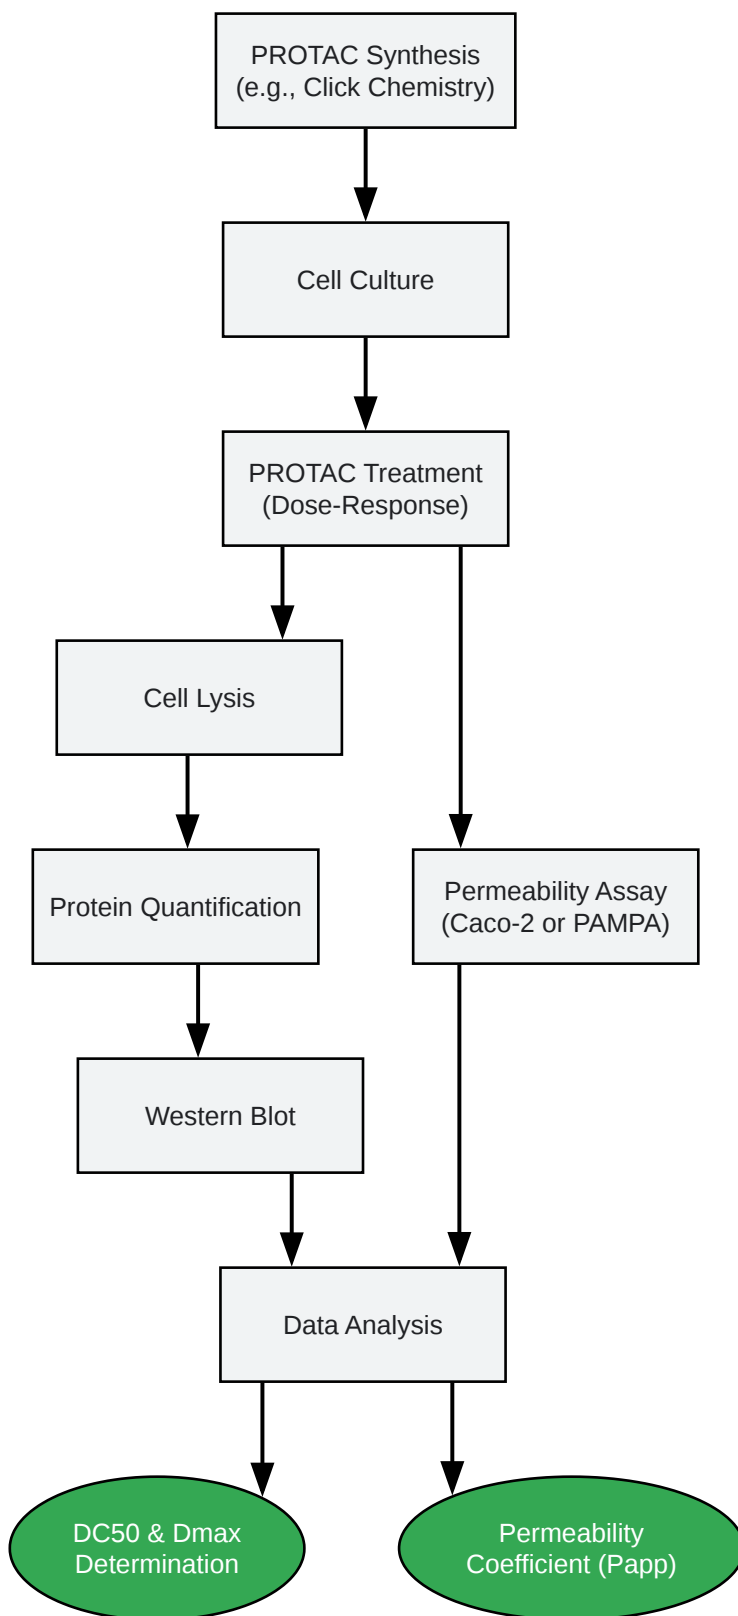 PROTAC Synthesis
(e.g., Click Chemistry)
Cell Culture
PROTAC Treatment
(Dose-Response)
Cell Lysis
Protein Quantification
Permeability Assay
(Caco-2 or PAMPA)
Western Blot
Data Analysis
DC50 & Dmax
Determination
Permeability
Coefficient (Papp)